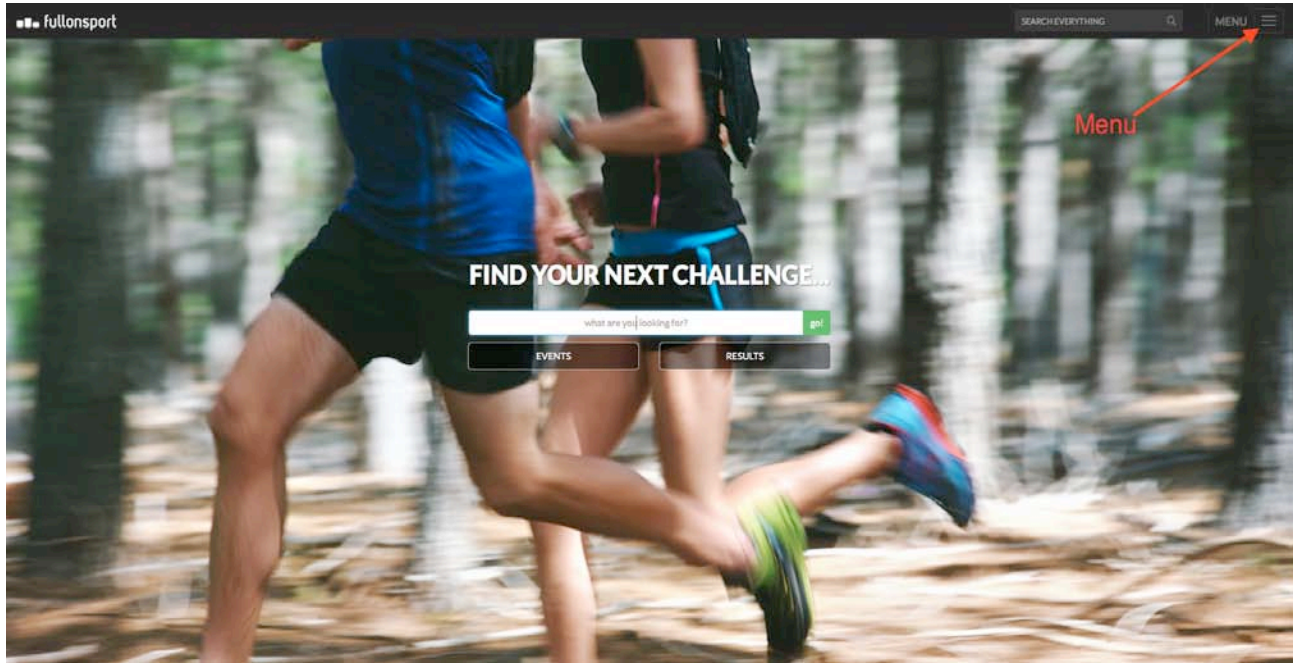 fullonsport
SEARCH EVERYTHING
MENU
Menu
FIND YOUR NEXT CHALLENGE...
what are you looking for?
go!
EVENTS
RESULTS